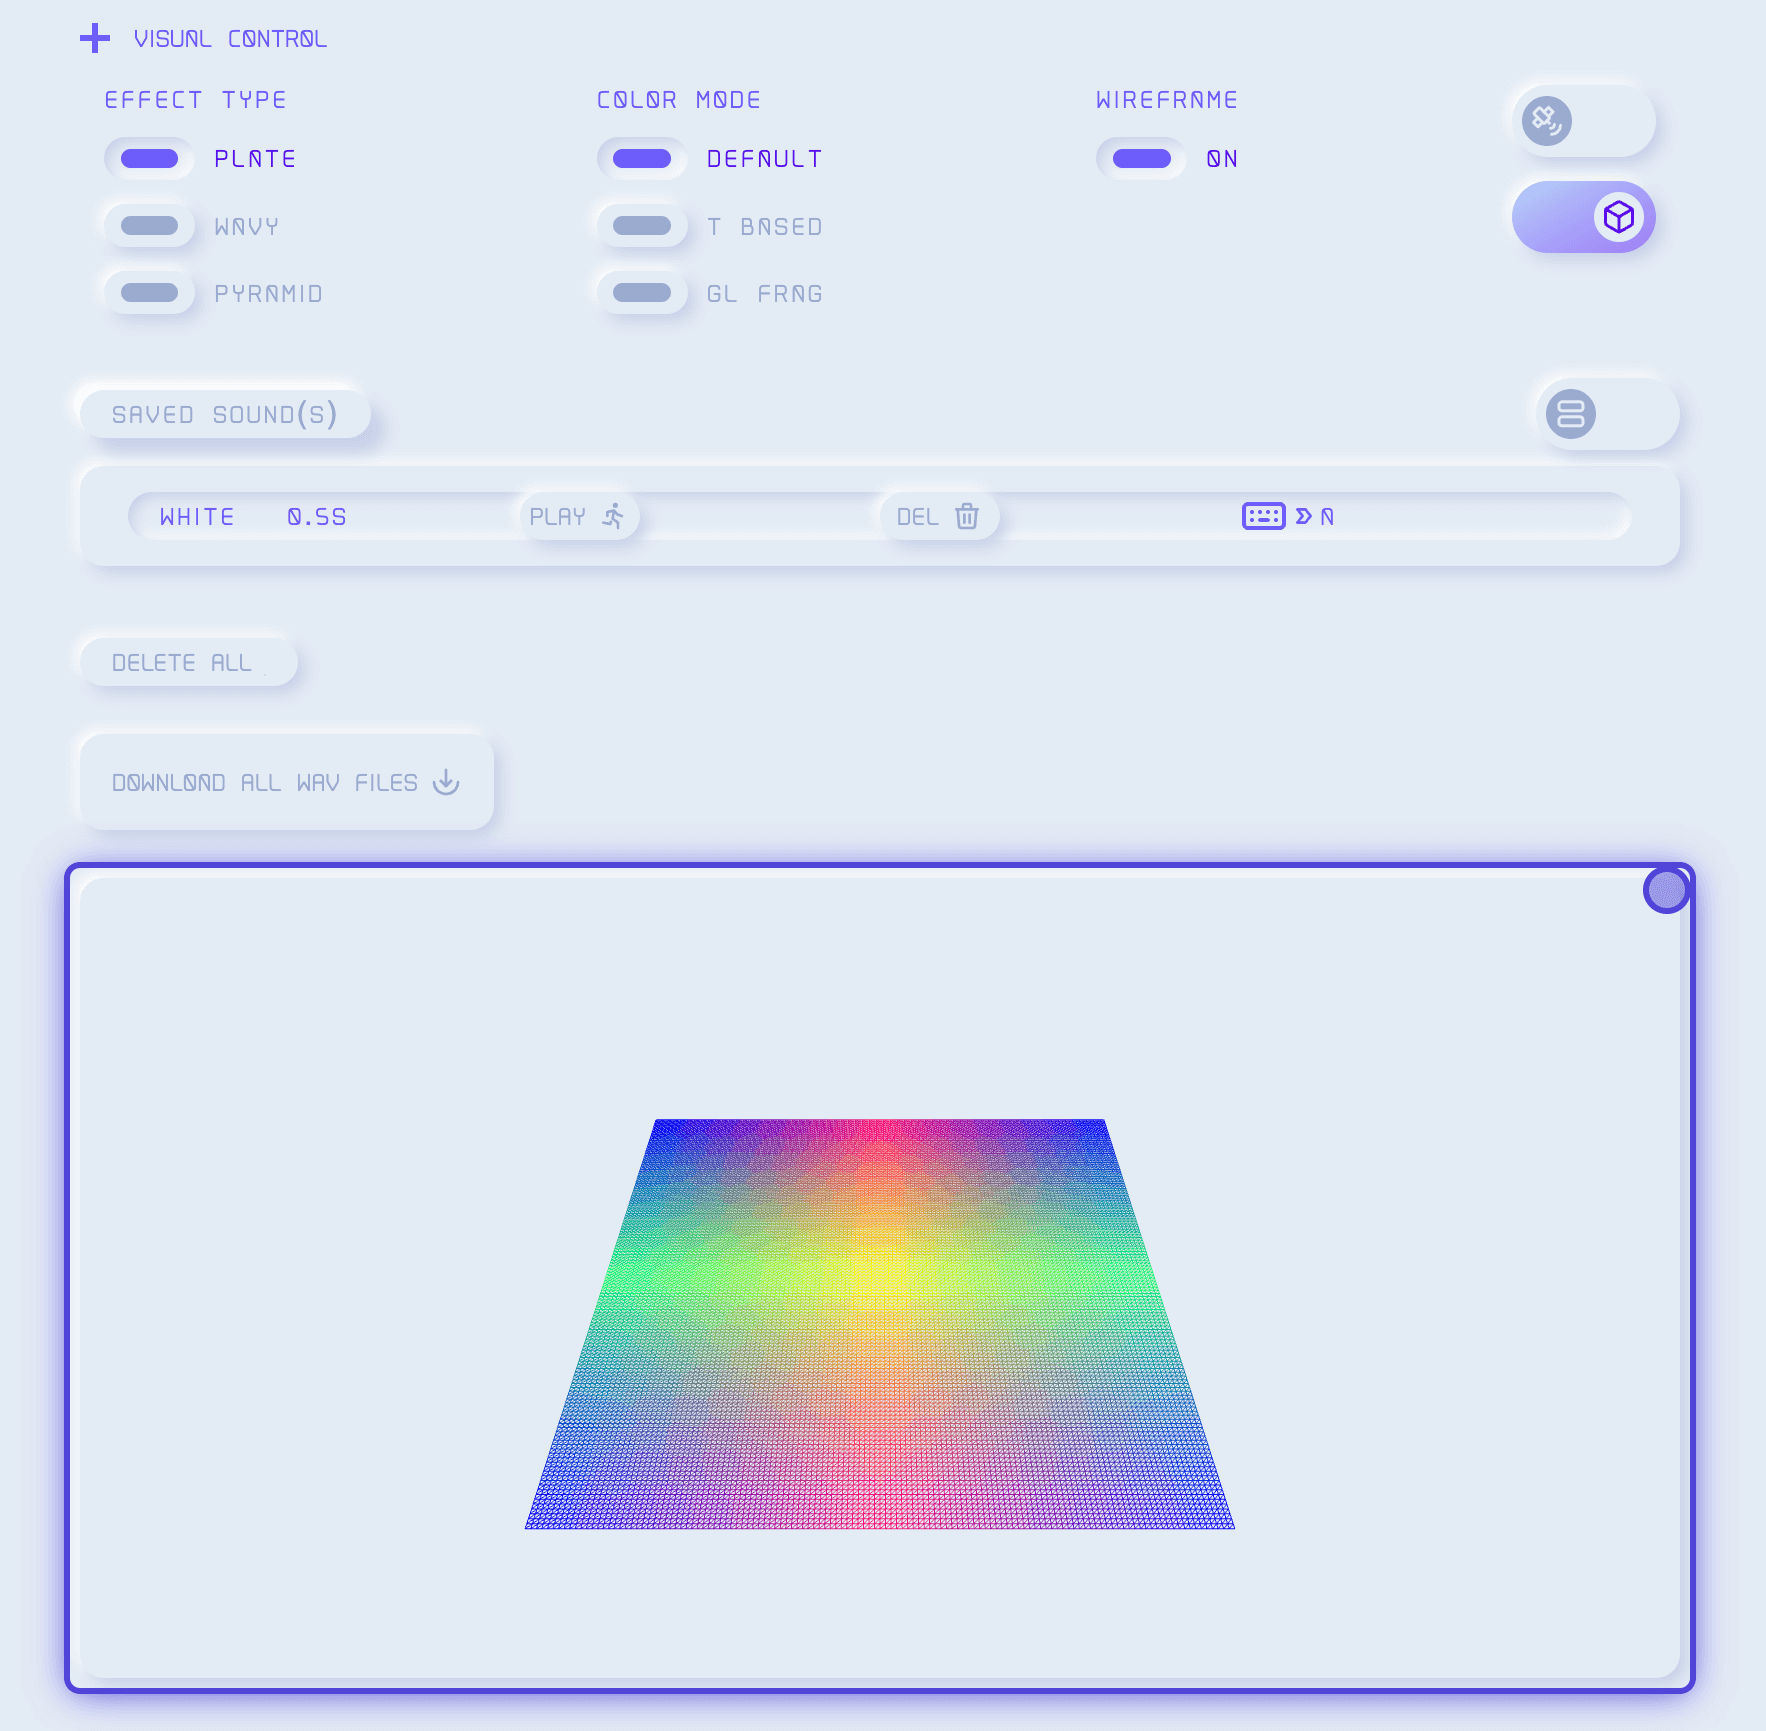 VISUAL CONTROL
EFFECT TYPE
PLATE
WAVY
PYRAMID
COLOR MODE
DEFAULT
T BASED
GL FRAG
WIREFRAME
ON
SAVED SOUND(S)
WHITE 0.5S PLAY DEL » A
DELETE ALL
DOWNLOAD ALL WAV FILES